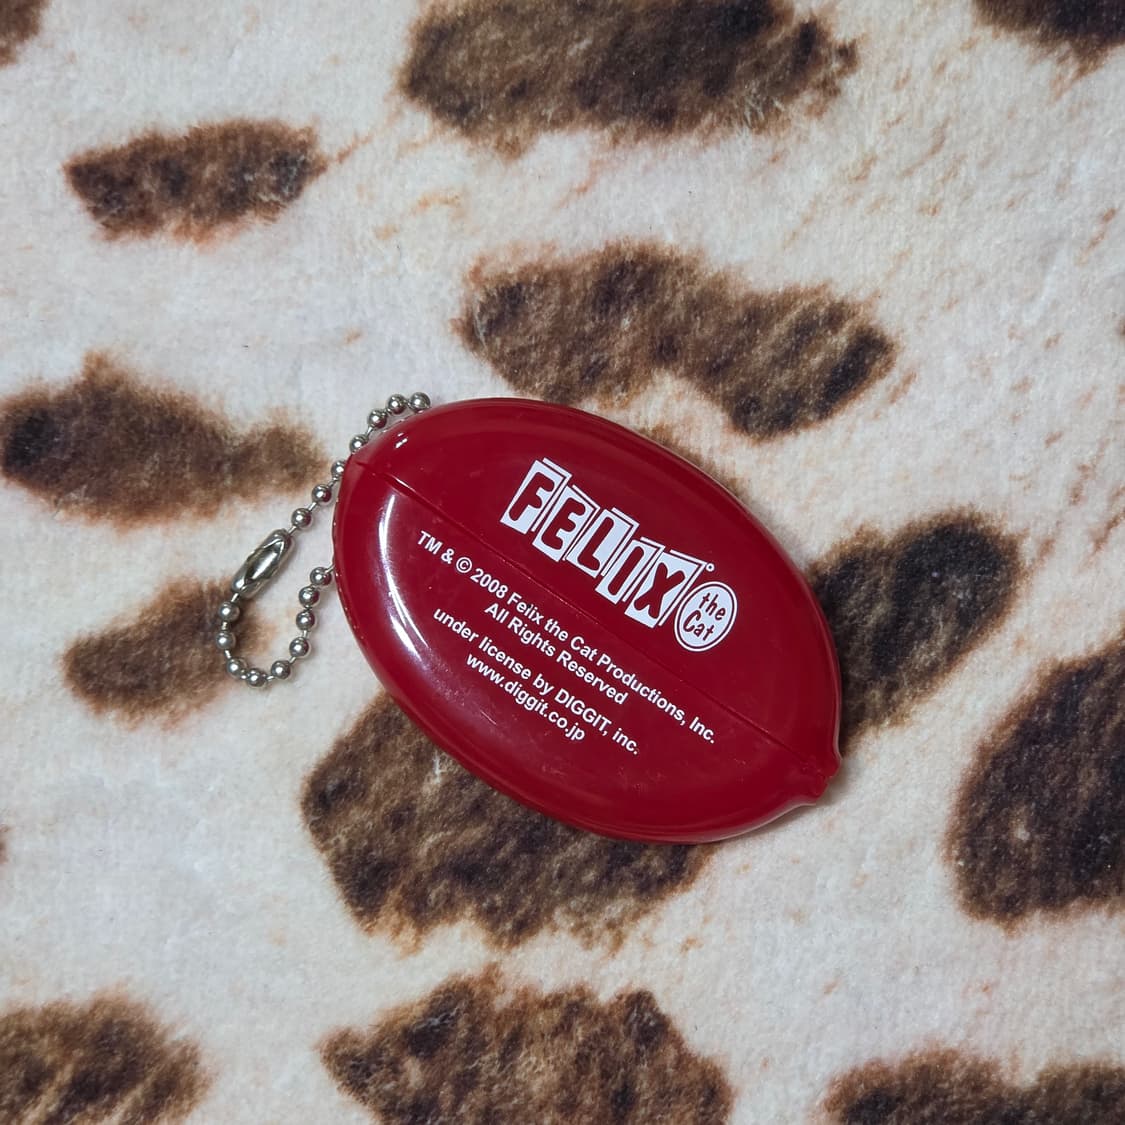 FELIX the Cat
TM & © 2008 Felix the Cat Productions, Inc.
All Rights Reserved
under license by DIGGIT, inc.
www.diggit.co.jp